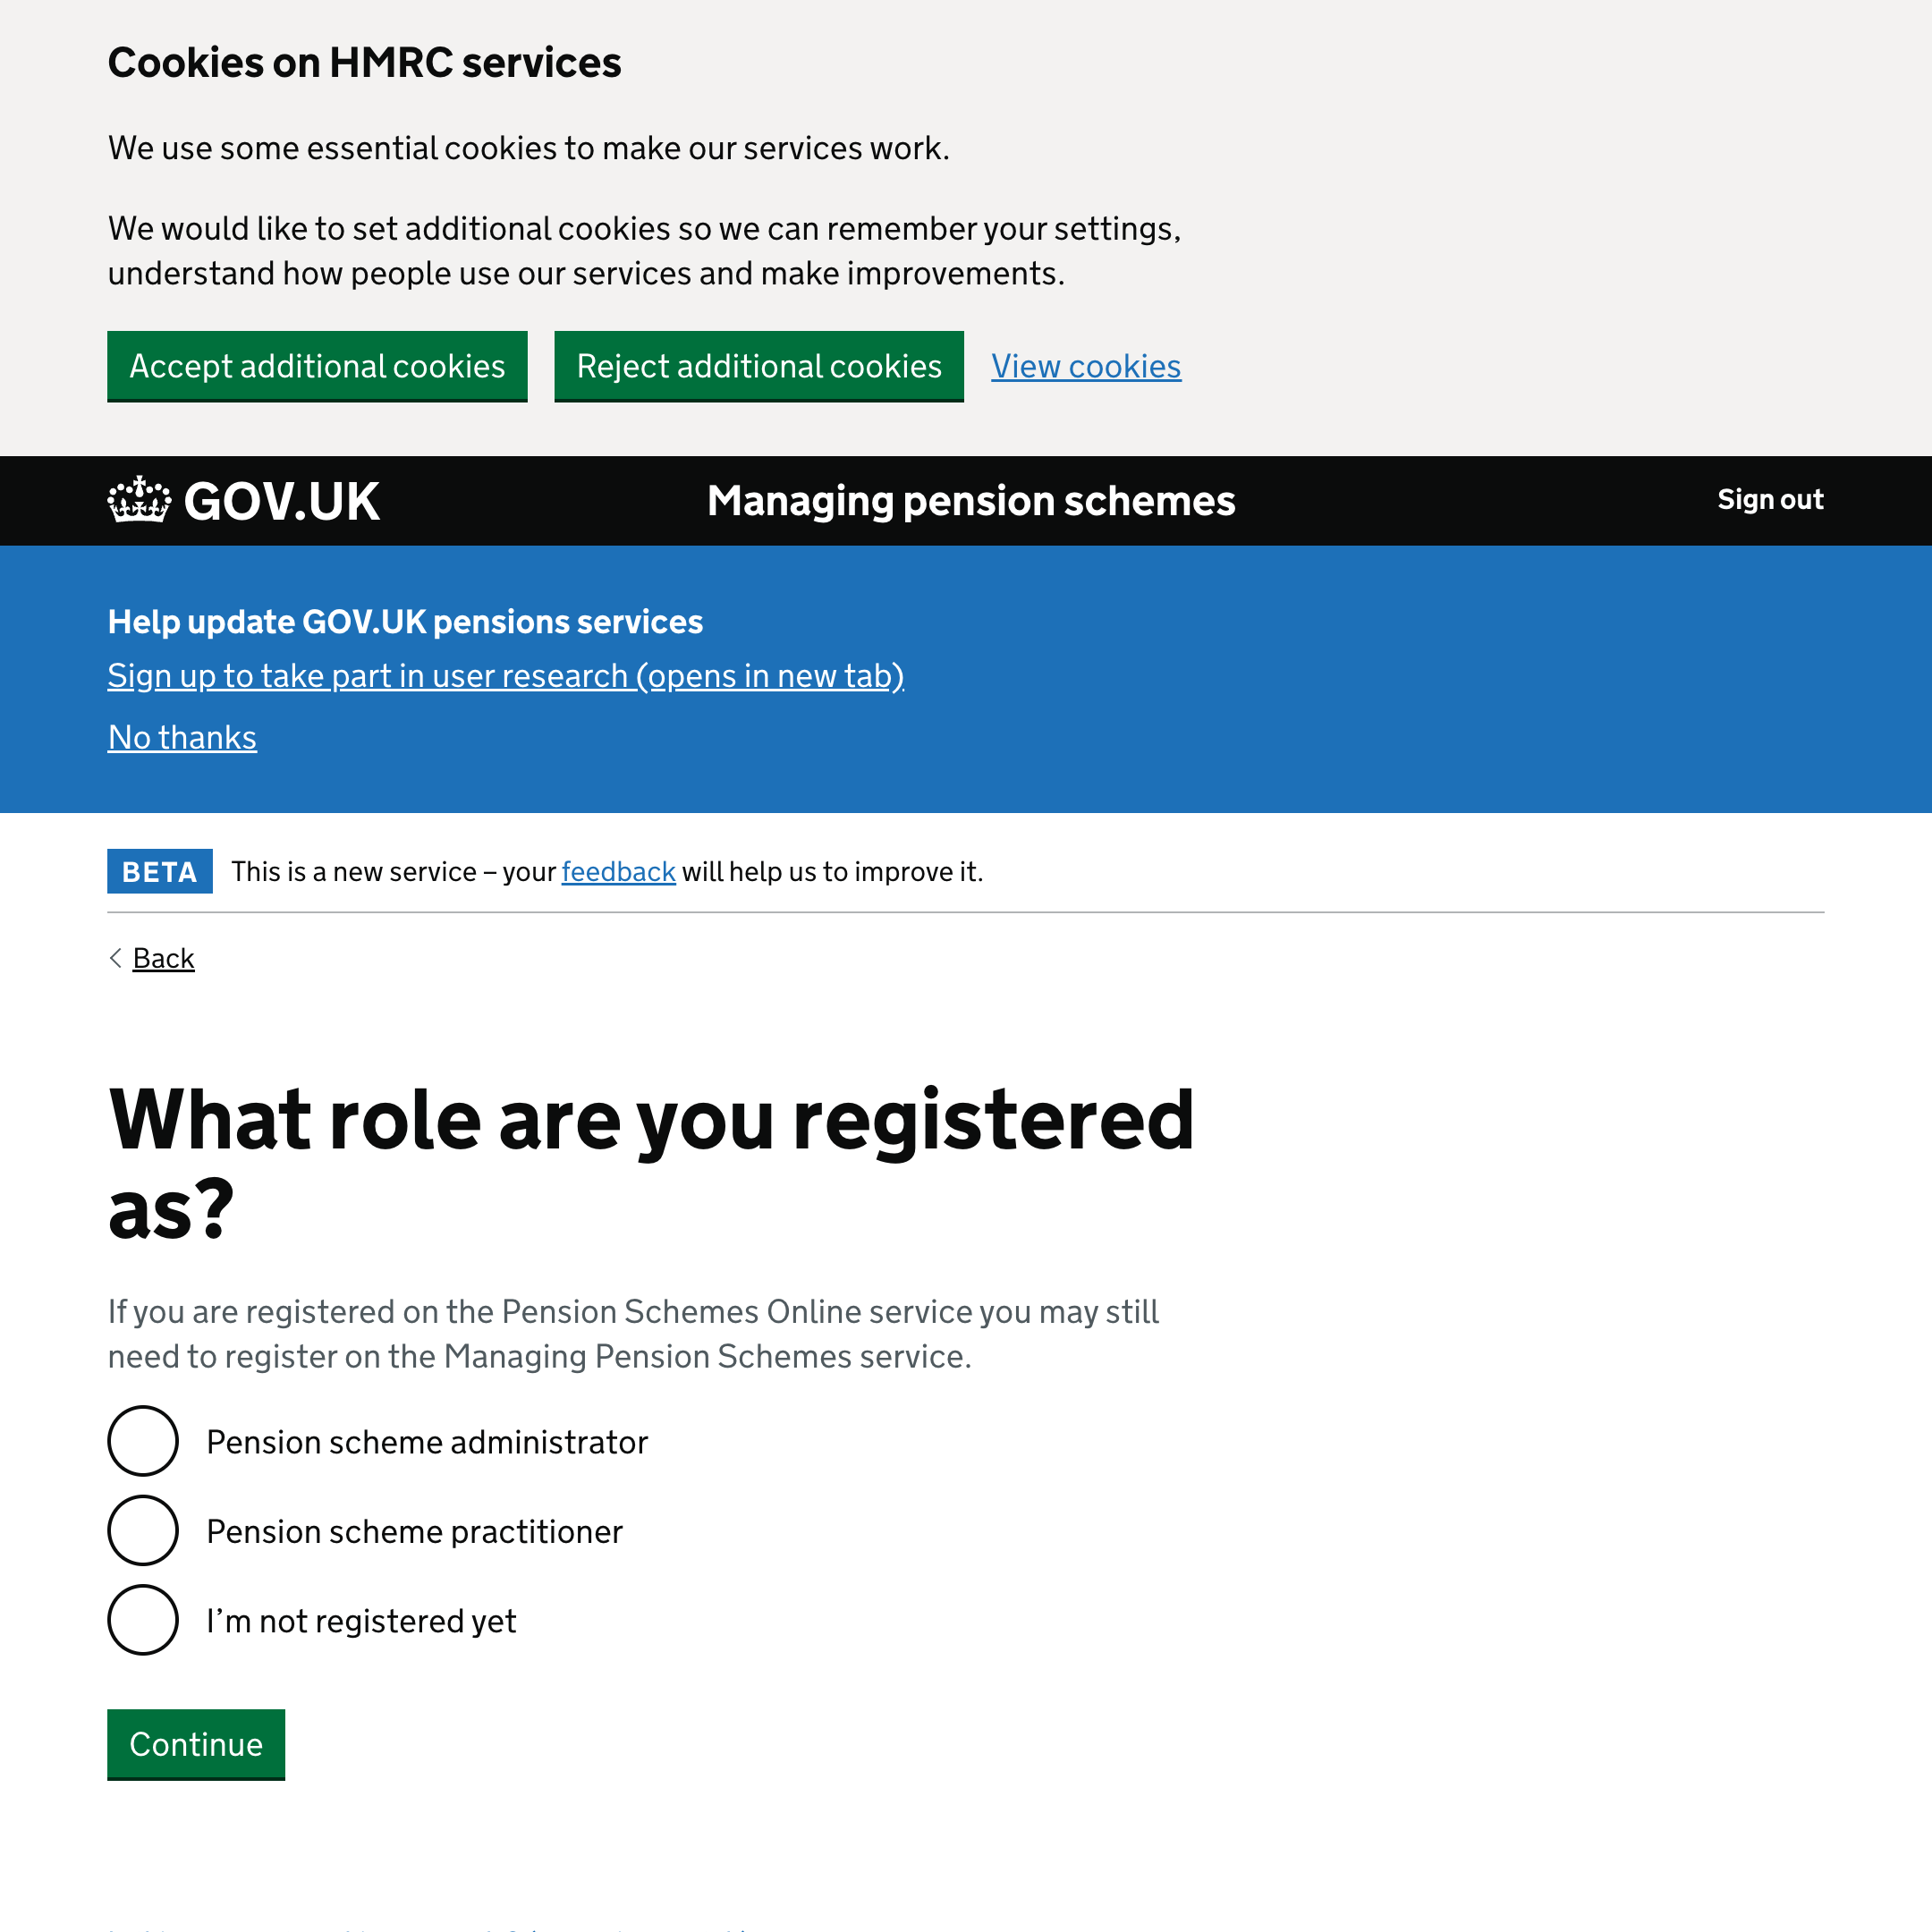 Cookies on HMRC services
We use some essential cookies to make our services work.
We would like to set additional cookies so we can remember your settings,
understand how people use our services and make improvements.
Accept additional cookies Reject additional cookies View cookies
GOV.UK Managing pension schemes Sign out
Help update GOV.UK pensions services
Sign up to take part in user research (opens in new tab)
No thanks
BETA This is a new service – your feedback will help us to improve it.
Back
What role are you registered
as?
If you are registered on the Pension Schemes Online service you may still
need to register on the Managing Pension Schemes service.
Pension scheme administrator
Pension scheme practitioner
I’m not registered yet
Continue